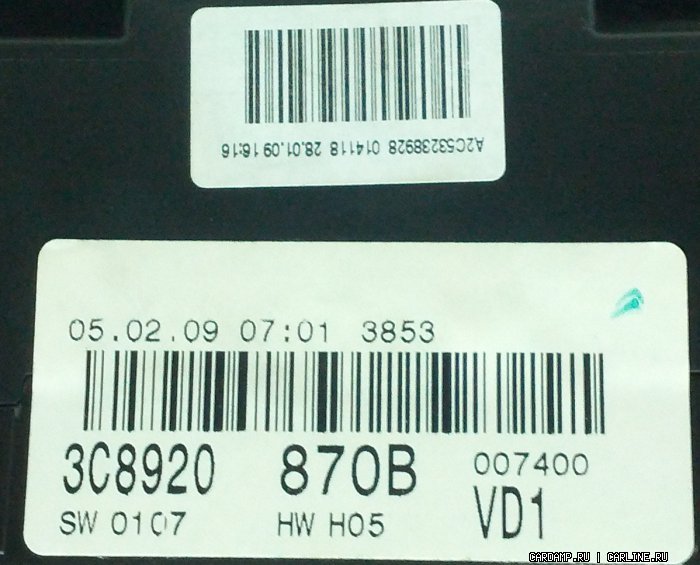 A2C53238928 014118 28.01.09 16:16
05.02.09 07:01 3853
3C8920 870B 007400
SW 0107 HW H05 VD1
CARDAMP.RU | CARLINE.RU